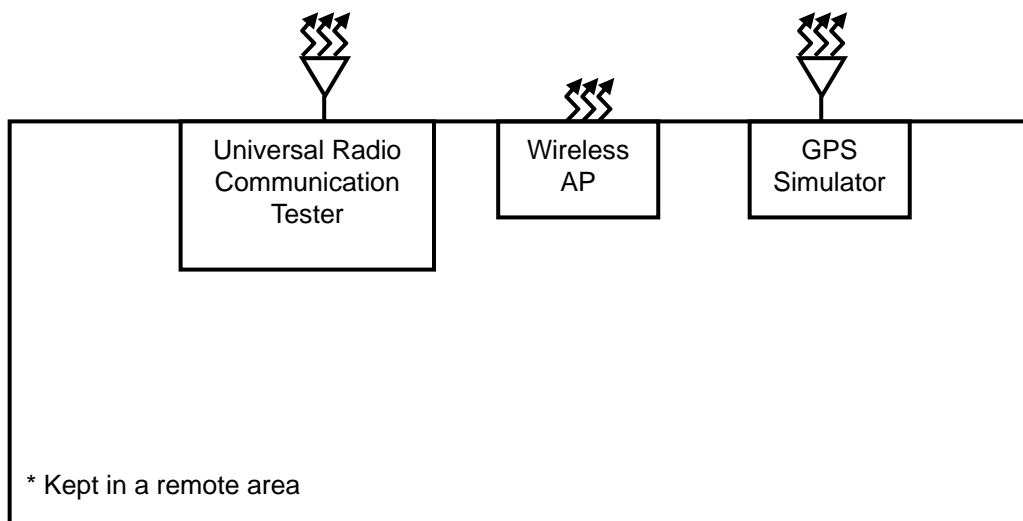 Universal Radio
Communication
Tester
Wireless
AP
GPS
Simulator
* Kept in a remote area